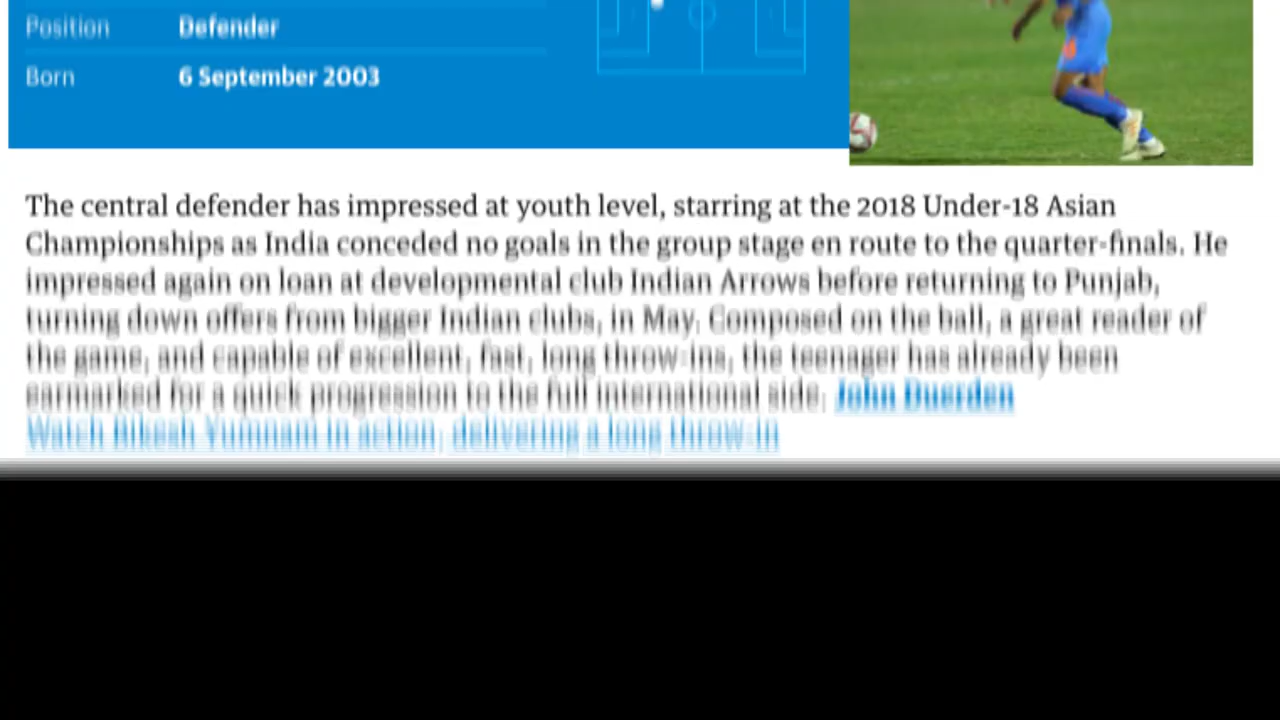 Position Defender
Born 6 September 2003
The central defender has impressed at youth level, starring at the 2018 Under-18 Asian
Championships as India conceded no goals in the group stage en route to the quarter-finals. He
impressed again on loan at developmental club Indian Arrows before returning to Punjab,
turning down offers from bigger Indian clubs, in May. Composed on the ball, a great reader of
the game, and capable of excellent, fast, long throw-ins, the teenager has already been
earmarked for a quick progression to the full international side. John Duerden
Watch Bikash Yumnam in action, delivering a long throw-in